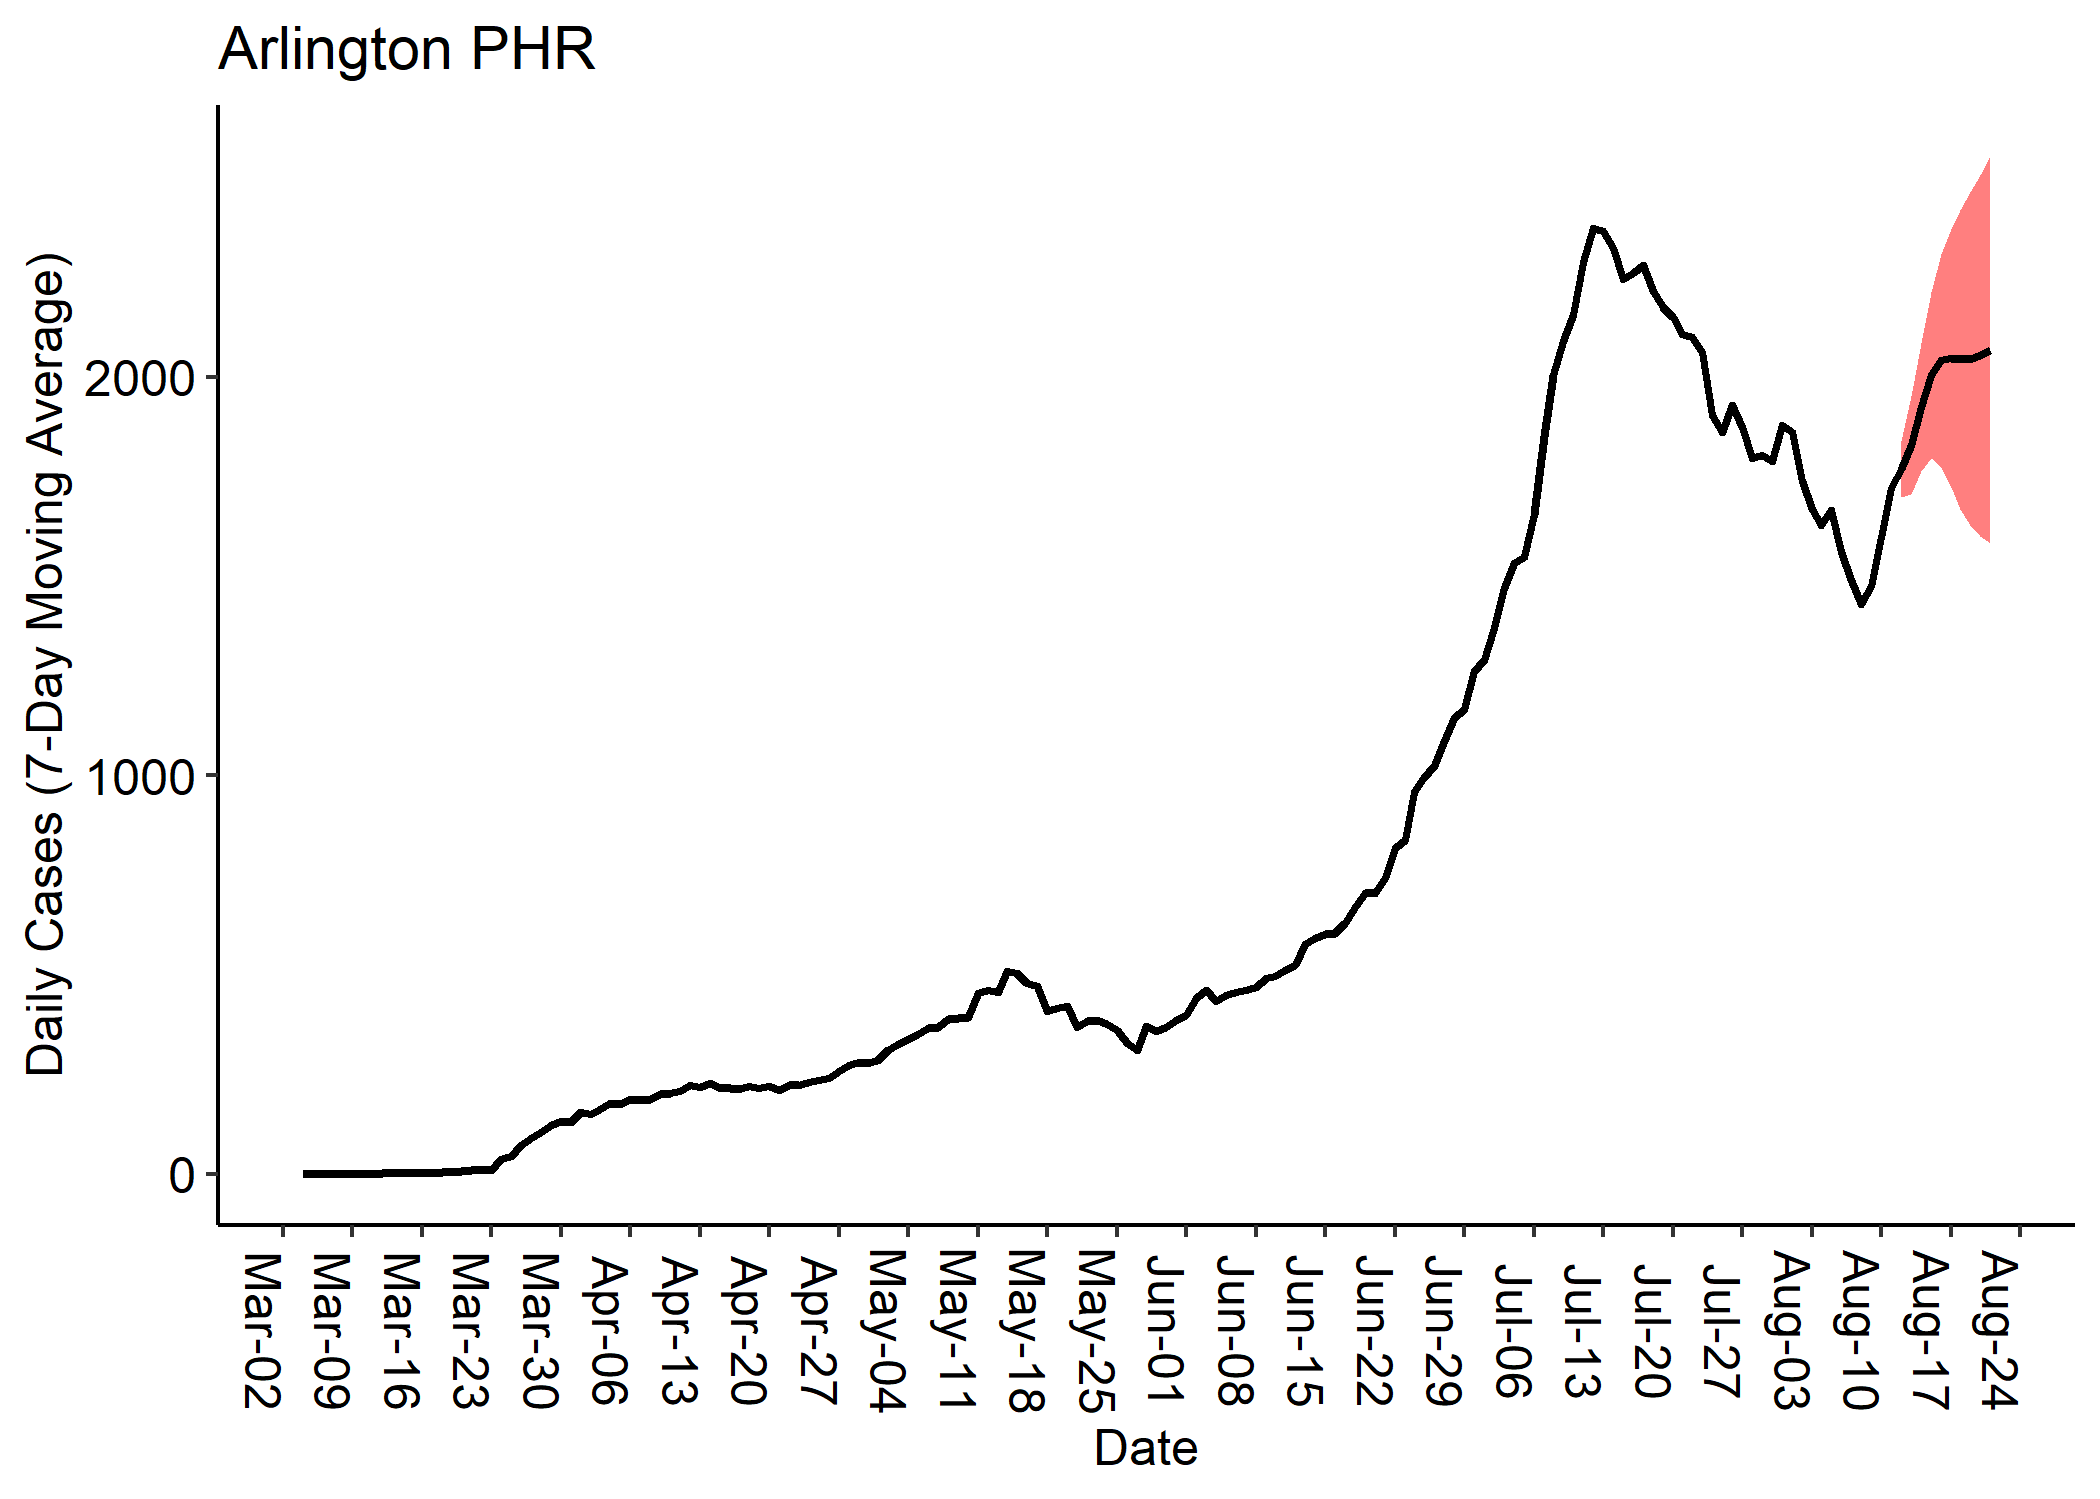 Arlington PHR
Daily Cases (7-Day Moving Average)
2000
1000
0
Mar-02
Mar-09
Mar-16
Mar-23
Mar-30
Apr-06
Apr-13
Apr-20
Apr-27
May-04
May-11
May-18
May-25
Jun-01
Jun-08
Jun-15
Jun-22
Jun-29
Jul-06
Jul-13
Jul-20
Jul-27
Aug-03
Aug-10
Aug-17
Aug-24
Date